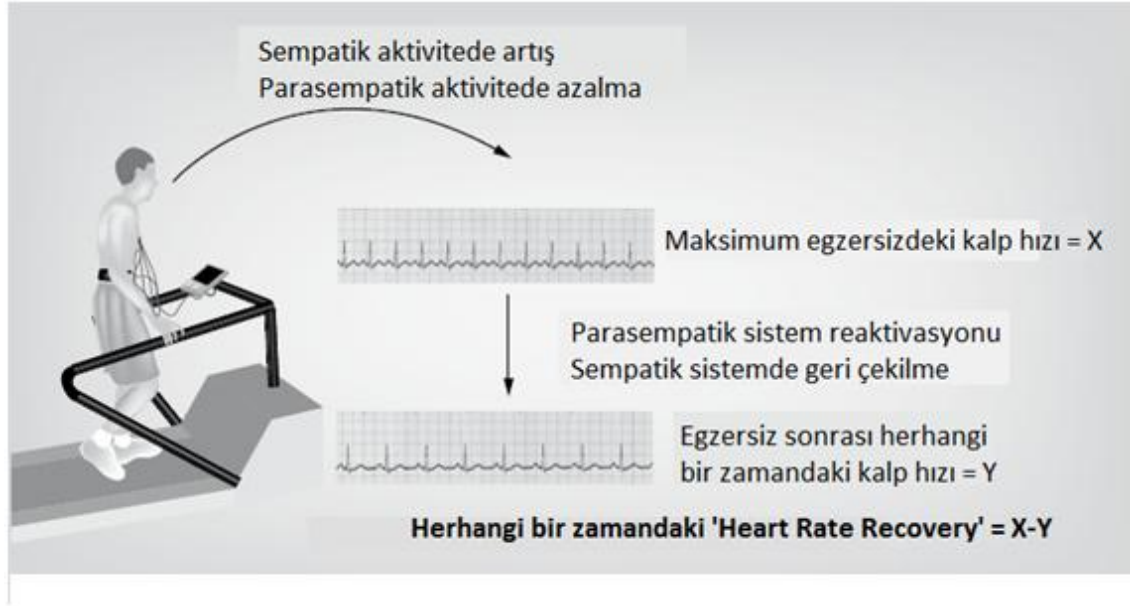 Sempatik aktivitede artış
Parasempatik aktivitede azalma
Maksimum egzersizdeki kalp hızı = X
Parasempatik sistem reaktivasyonu
Sempatik sistemde geri çekilme
Egzersiz sonrası herhangi
bir zamandaki kalp hızı = Y
Herhangi bir zamandaki 'Heart Rate Recovery' = X-Y